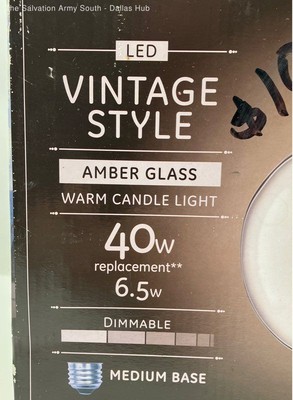 The Salvation Army South - Dallas Hub
LED
VINTAGE
STYLE
AMBER GLASS
WARM CANDLE LIGHT
40W
replacement**
6.5W
DIMMABLE
MEDIUM BASE